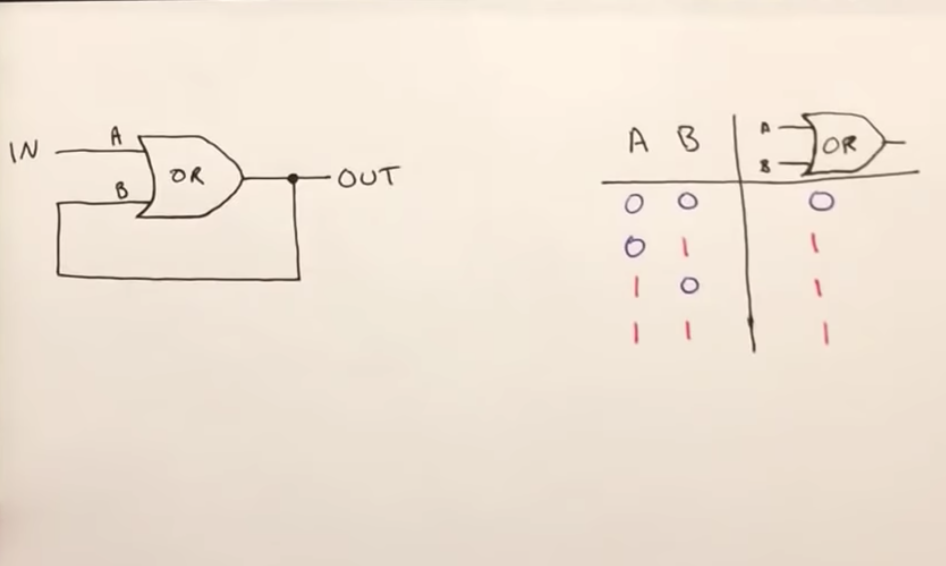 IN A
B OR OUT
A B A B OR
0 0 0
0 1 1
1 0 1
1 1 1